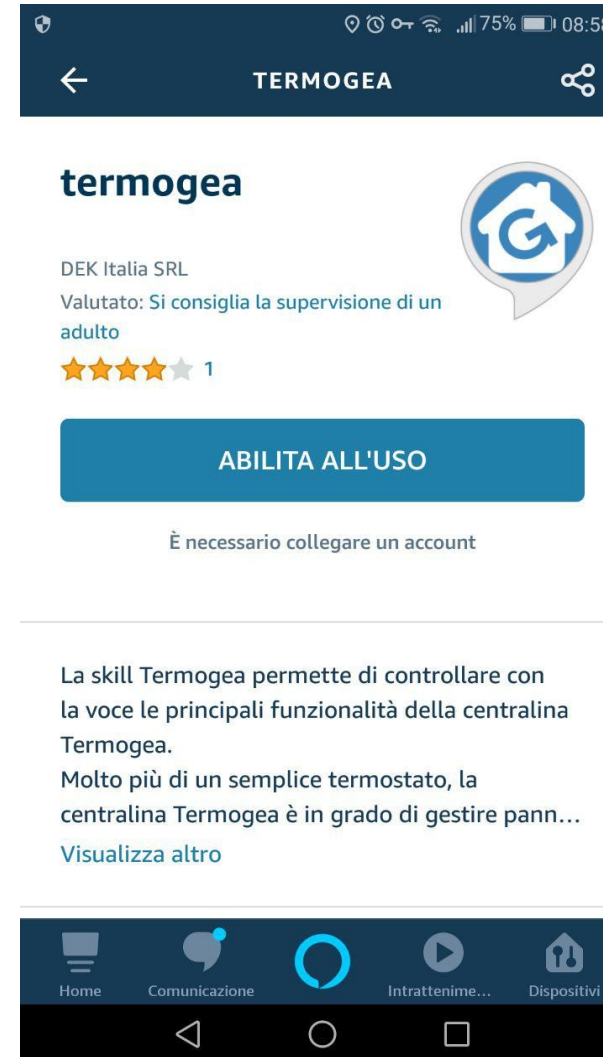 75% 08:58
TERMOGEA
termogea
DEK Italia SRL
Valutato: Si consiglia la supervisione di un
adulto
1
ABILITA ALL'USO
È necessario collegare un account
La skill Termogea permette di controllare con
la voce le principali funzionalità della centralina
Termogea.
Molto più di un semplice termostato, la
centralina Termogea è in grado di gestire pann...
Visualizza altro
Home Comunicazione Intrattenime... Dispositivi